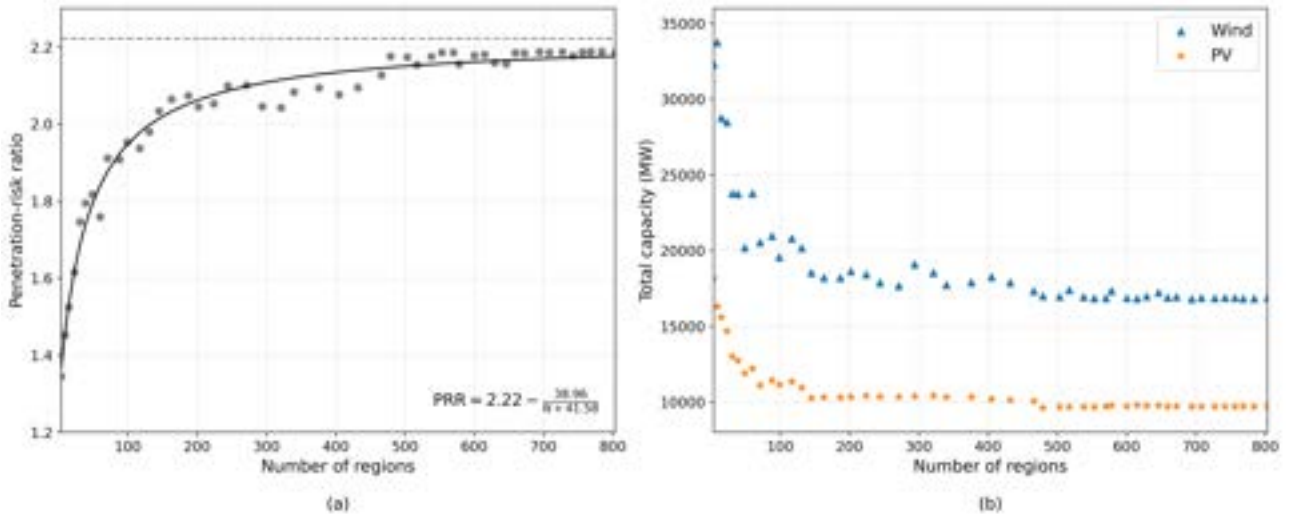 2.2
2.0
1.8
1.6
1.4
1.2
Penetration-risk ratio
100 200 300 400 500 600 700 800
Number of regions
PRR = 2.22 − 38.96 / n + 41.58
(a)
35000
30000
25000
20000
15000
10000
Total capacity (MW)
Wind
PV
100 200 300 400 500 600 700 800
Number of regions
(b)